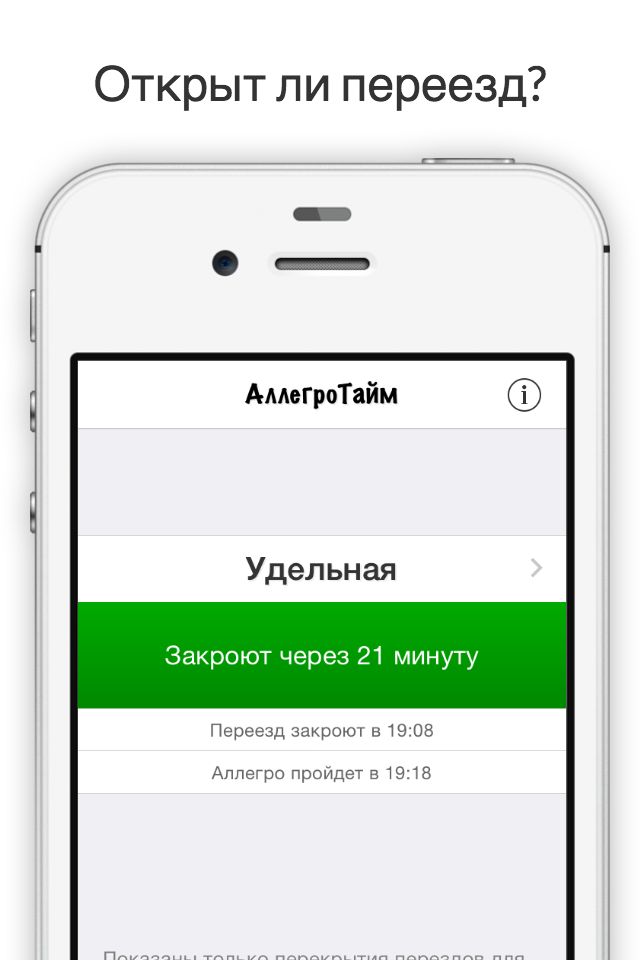 Открыт ли переезд?
АллегроТайм
i
Удельная
Закроют через 21 минуту
Переезд закроют в 19:08
Аллегро пройдет в 19:18
Показаны только перекрытия переездов для